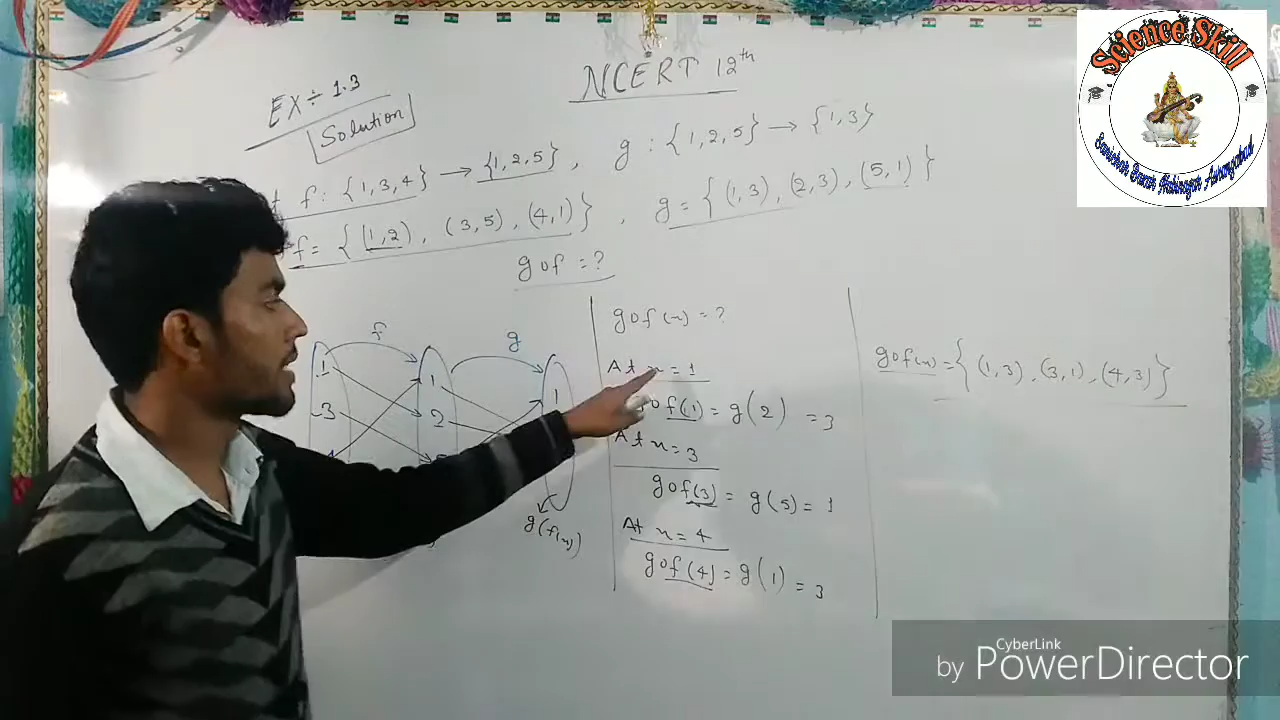 NCERT 12th
EX ÷ 1.3
Solution
f : {1,3,4} → {1,2,5} , g : {1,2,5} → {1,3}
f = { (1,2), (3,5), (4,1) } , g = { (1,3), (2,3), (5,1) }
gof = ?
f
g
1
3
1
2
1
g(f(x))
gof(x) = ?
At x = 1
f(1) = g(2) = 3
At x = 3
gof(3) = g(5) = 1
At x = 4
gof(4) = g(1) = 3
gof(x) = { (1,3), (3,1), (4,3) }
Science Skill
CyberLink
by PowerDirector